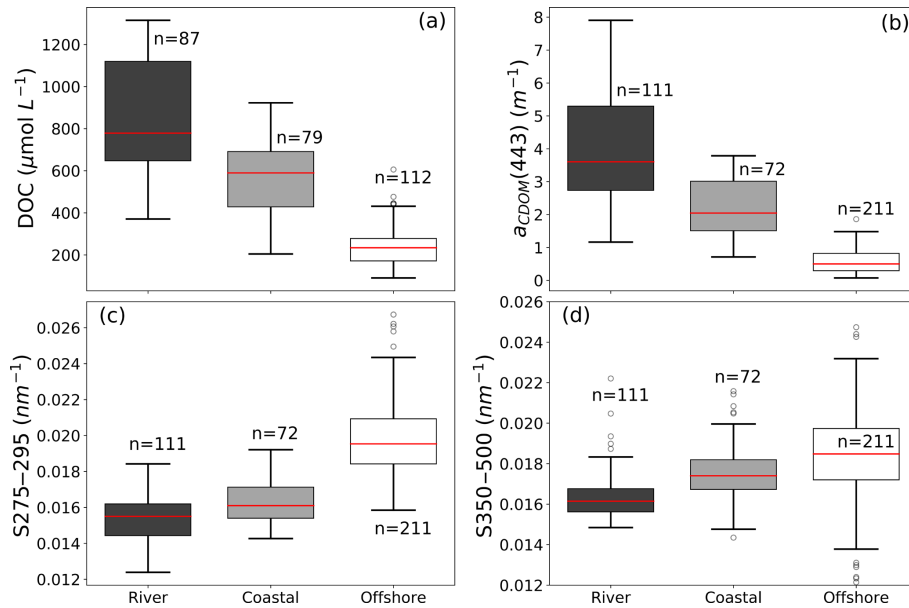 (a)
DOC (μmol L⁻¹)
1200
1000
800
600
400
200
n=87
n=79
n=112
(b)
a_CDOM(443) (m⁻¹)
8
7
6
5
4
3
2
1
0
n=111
n=72
n=211
(c)
S275–295 (nm⁻¹)
0.026
0.024
0.022
0.020
0.018
0.016
0.014
0.012
n=111
n=72
n=211
River Coastal Offshore
(d)
S350–500 (nm⁻¹)
0.026
0.024
0.022
0.020
0.018
0.016
0.014
0.012
n=111
n=72
n=211
River Coastal Offshore